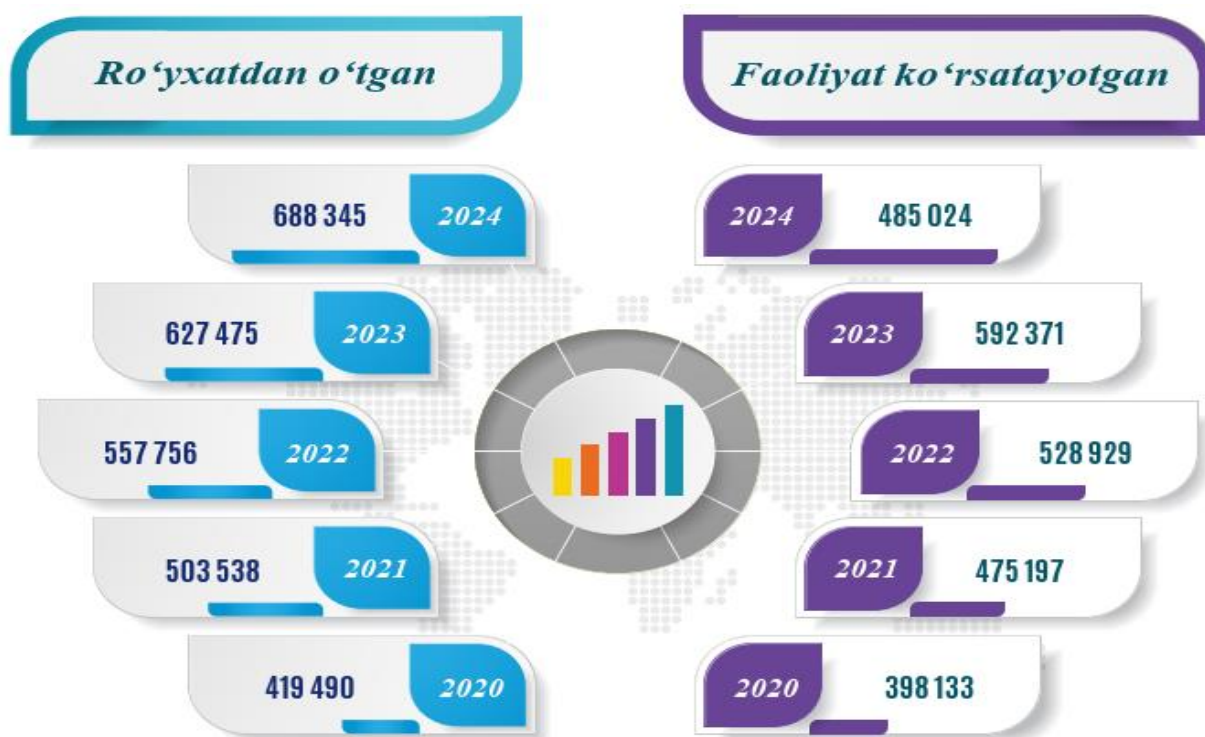 Ro‘yxatdan o‘tgan
Faoliyat ko‘rsatayotgan
688 345 2024
2024 485 024
627 475 2023
2023 592 371
557 756 2022
2022 528 929
503 538 2021
2021 475 197
419 490 2020
2020 398 133